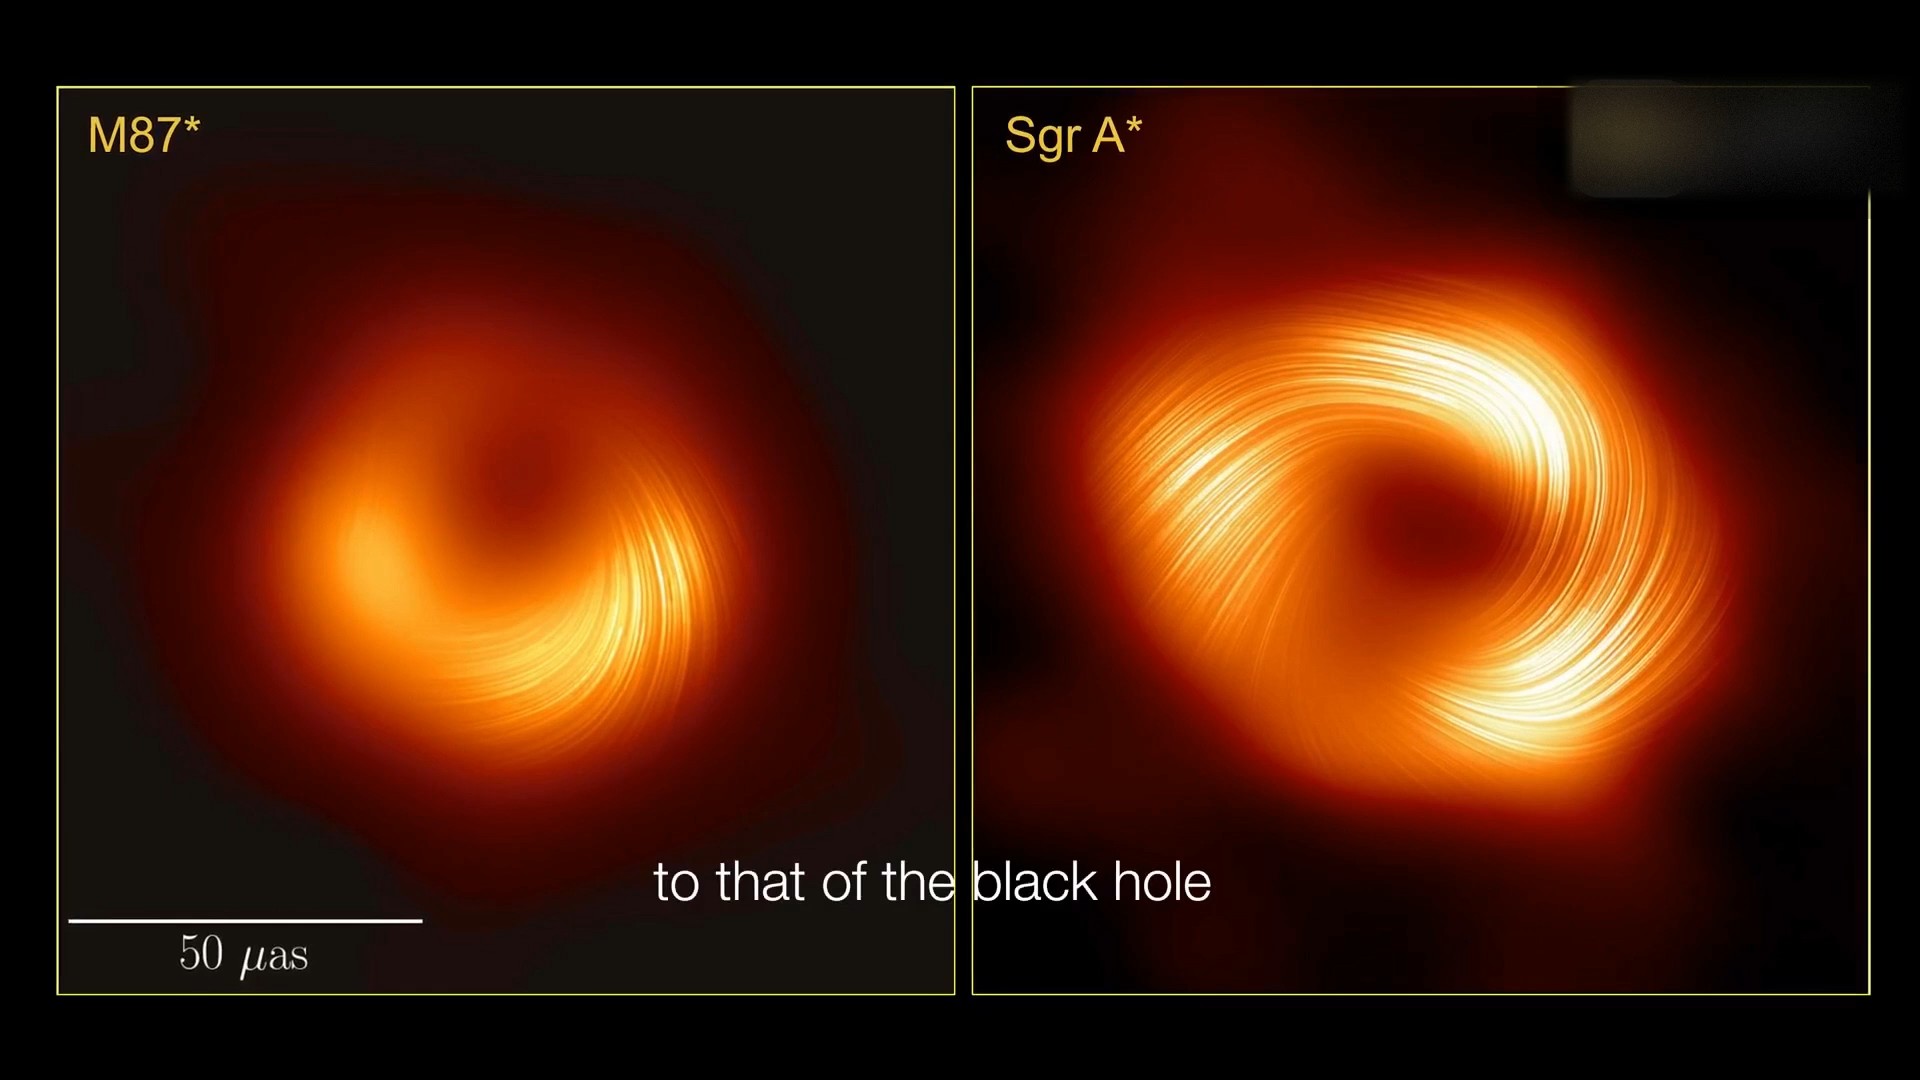 M87*
Sgr A*
to that of the black hole
50 μas